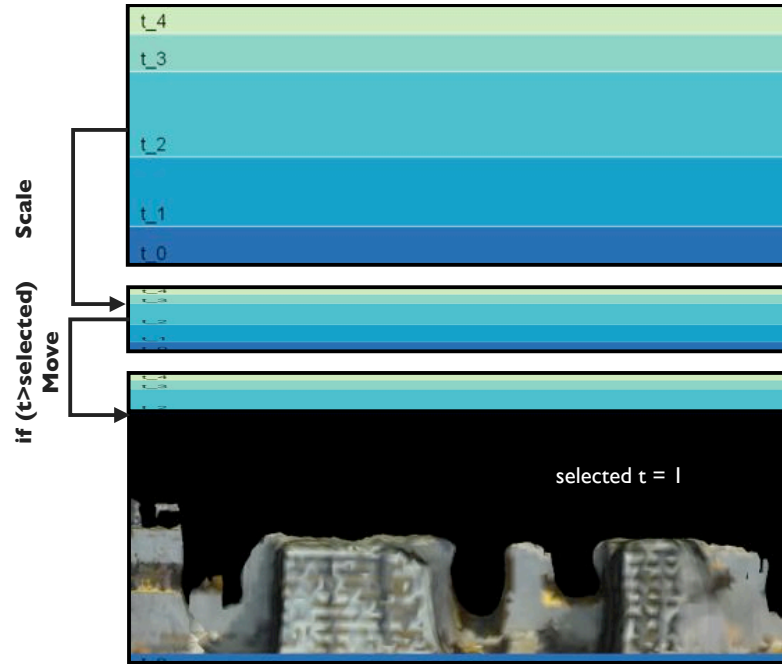 t_4
t_3
t_2
t_1
t_0
Scale
if (t>selected)
Move
selected t = 1